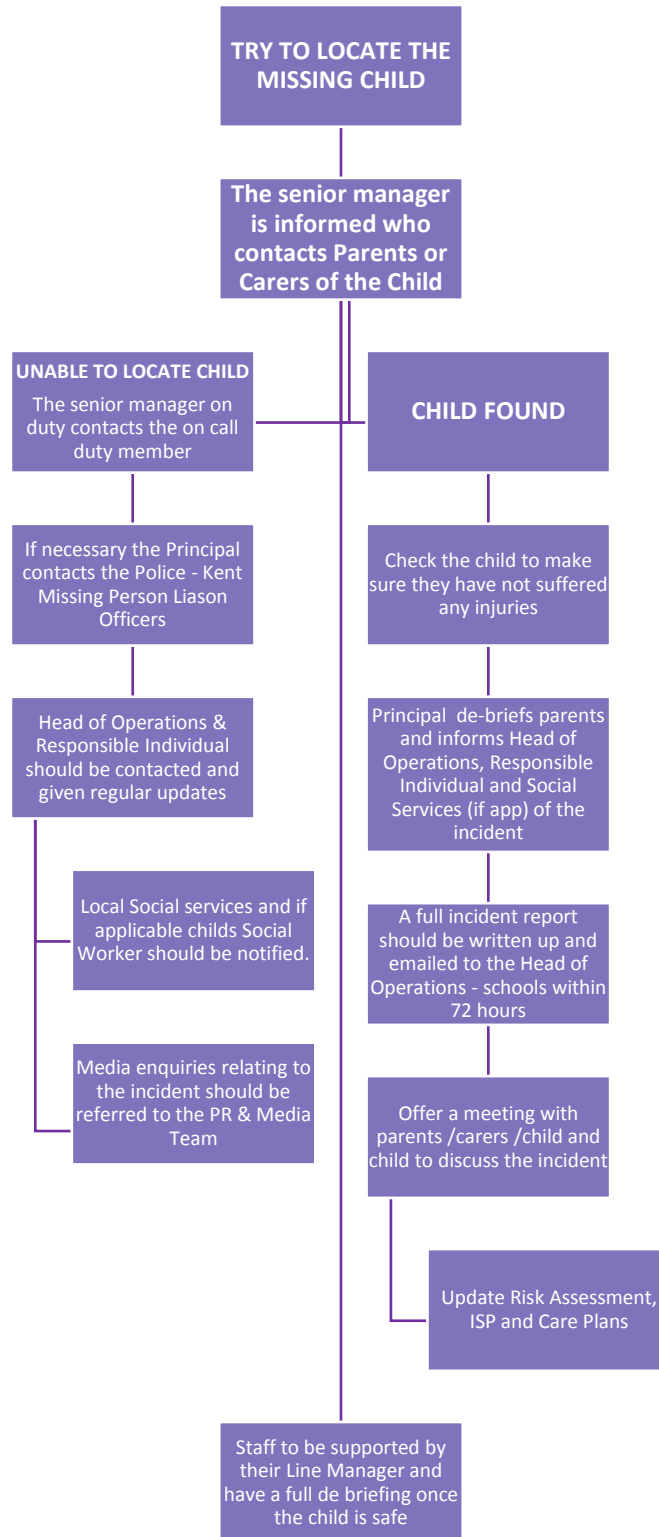 TRY TO LOCATE THE
MISSING CHILD
The senior manager
is informed who
contacts Parents or
Carers of the Child
UNABLE TO LOCATE CHILD
The senior manager on
duty contacts the on call
duty member
If necessary the Principal
contacts the Police - Kent
Missing Person Liason
Officers
Head of Operations &
Responsible Individual
should be contacted and
given regular updates
Local Social services and if
applicable childs Social
Worker should be notified.
Media enquiries relating to
the incident should be
referred to the PR & Media
Team
CHILD FOUND
Check the child to make
sure they have not suffered
any injuries
Principal de-briefs parents
and informs Head of
Operations, Responsible
Individual and Social
Services (if app) of the
incident
A full incident report
should be written up and
emailed to the Head of
Operations - schools within
72 hours
Offer a meeting with
parents /carers /child and
child to discuss the incident
Update Risk Assessment,
ISP and Care Plans
Staff to be supported by
their Line Manager and
have a full de briefing once
the child is safe